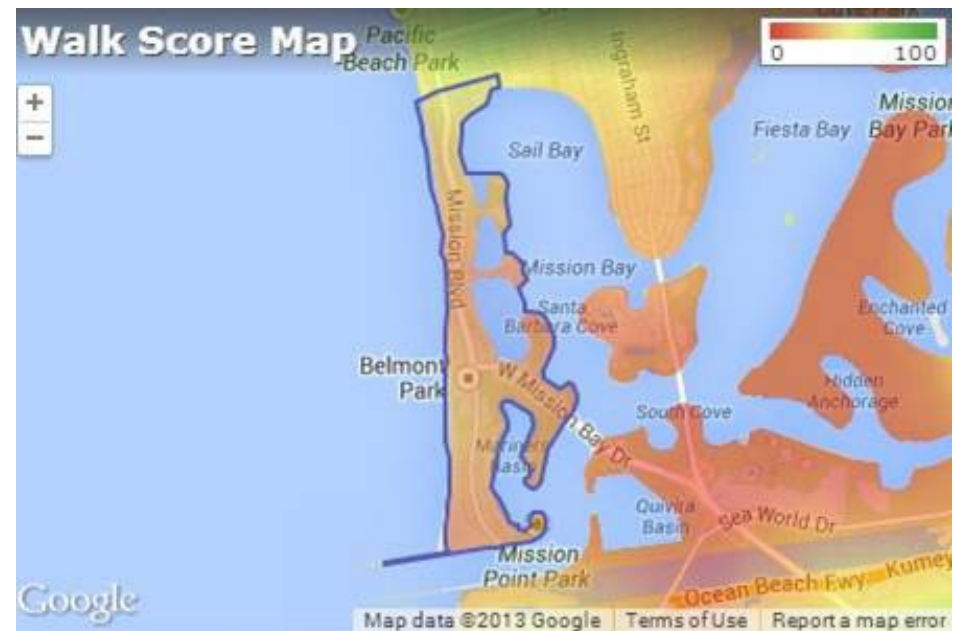 Walk Score Map
0 100
+
−
Pacific
Beach Park
Ingraham St
Mission
Bay Park
Fiesta Bay
Sail Bay
Mission Blvd
Mission Bay
Santa
Barbara Cove
Enchanted
Cove
Belmont
Park
W Mission Bay Dr
Hidden
Anchorage
South Cove
Mariners
Basin
Quivira
Basin
Sea World Dr
Mission
Point Park
Ocean Beach Fwy
Kumey
Google
Map data ©2013 Google
Terms of Use
Report a map error